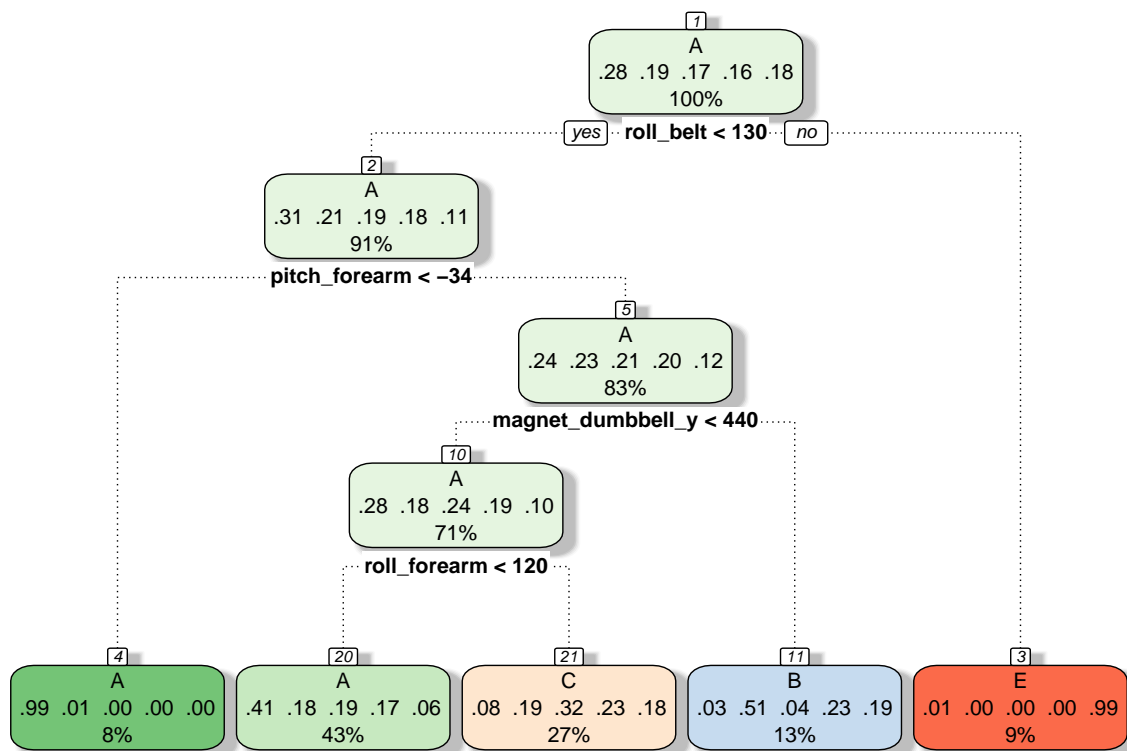 1
A
.28 .19 .17 .16 .18
100%
yes roll_belt < 130 no
2
A
.31 .21 .19 .18 .11
91%
pitch_forearm < −34
5
A
.24 .23 .21 .20 .12
83%
magnet_dumbbell_y < 440
10
A
.28 .18 .24 .19 .10
71%
roll_forearm < 120
4
A
.99 .01 .00 .00 .00
8%
20
A
.41 .18 .19 .17 .06
43%
21
C
.08 .19 .32 .23 .18
27%
11
B
.03 .51 .04 .23 .19
13%
3
E
.01 .00 .00 .00 .99
9%